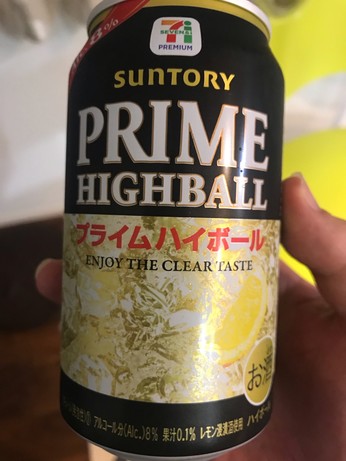 8%
SEVEN&i
PREMIUM
SUNTORY
PRIME
HIGHBALL
プライムハイボール
ENJOY THE CLEAR TASTE
お酒
アルコール分(Alc.)8% 果汁0.1% レモン浸漬酒使用 ハイボール